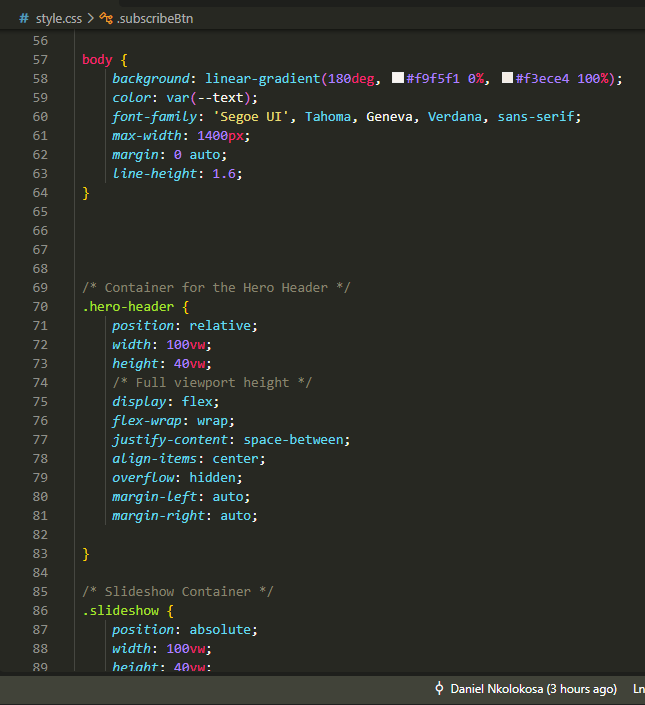 # style.css > .subscribeBtn
56
57 body {
58 background: linear-gradient(180deg, #f9f5f1 0%, #f3ece4 100%);
59 color: var(--text);
60 font-family: 'Segoe UI', Tahoma, Geneva, Verdana, sans-serif;
61 max-width: 1400px;
62 margin: 0 auto;
63 line-height: 1.6;
64 }
65
66
67
68
69 /* Container for the Hero Header */
70 .hero-header {
71 position: relative;
72 width: 100vw;
73 height: 40vw;
74 /* Full viewport height */
75 display: flex;
76 flex-wrap: wrap;
77 justify-content: space-between;
78 align-items: center;
79 overflow: hidden;
80 margin-left: auto;
81 margin-right: auto;
82
83 }
84
85 /* Slideshow Container */
86 .slideshow {
87 position: absolute;
88 width: 100vw;
89 height: 40vw;
Daniel Nkolokosa (3 hours ago) Ln